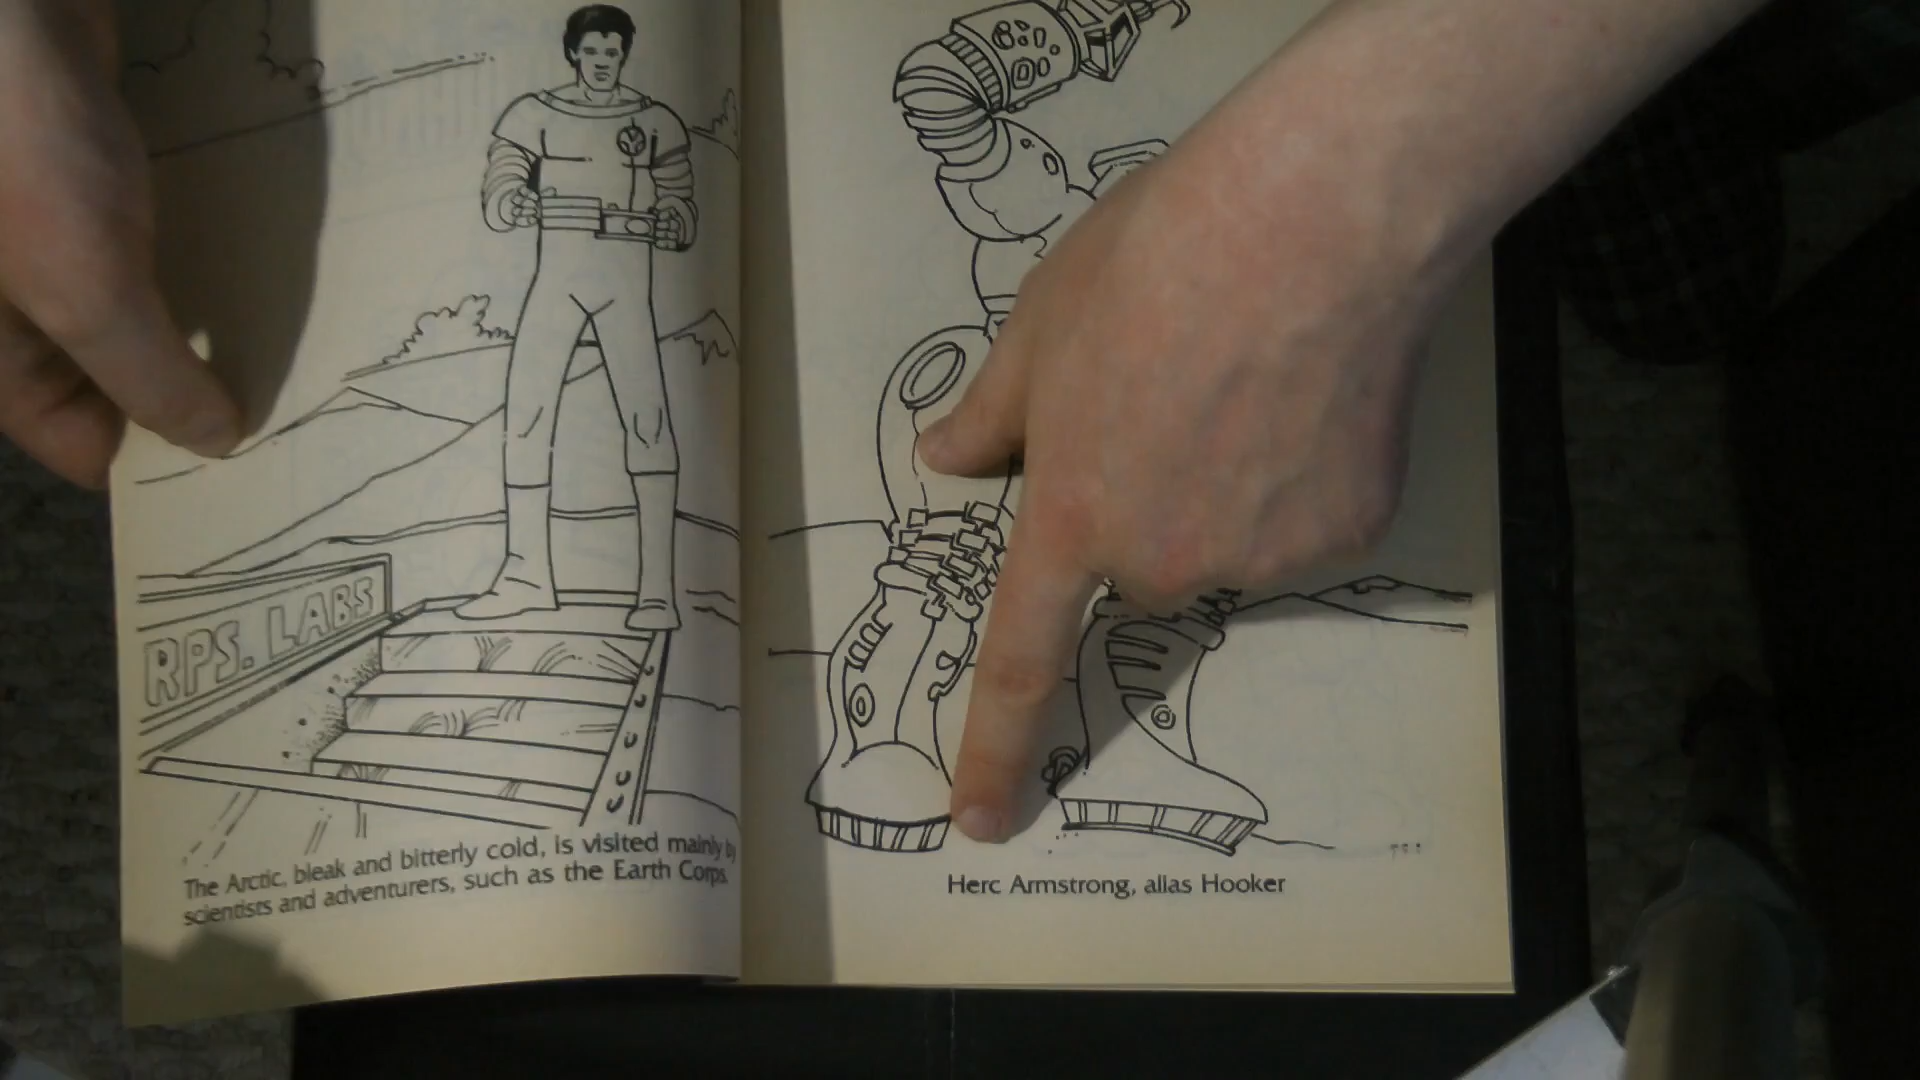 RPS. LABS
The Arctic, bleak and bitterly cold, is visited mainly by
scientists and adventurers, such as the Earth Corps.
Herc Armstrong, alias Hooker